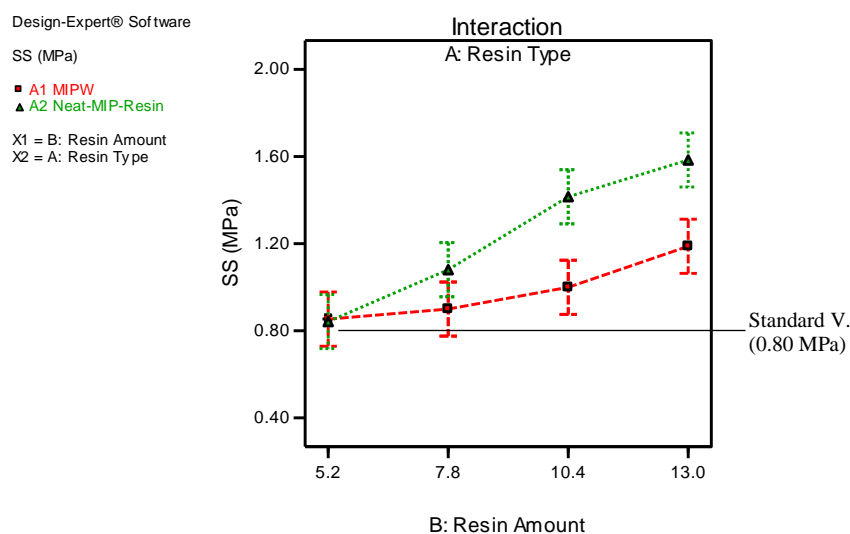 Design-Expert® Software
SS (MPa)
A1 MIPW
A2 Neat-MIP-Resin
X1 = B: Resin Amount
X2 = A: Resin Type
Interaction
A: Resin Type
2.00
1.60
1.20
0.80
0.40
SS (MPa)
5.2 7.8 10.4 13.0
B: Resin Amount
Standard V.
(0.80 MPa)